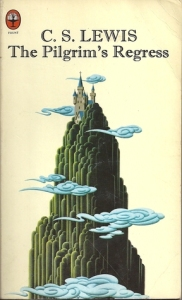 C. S. LEWIS
The Pilgrim's Regress